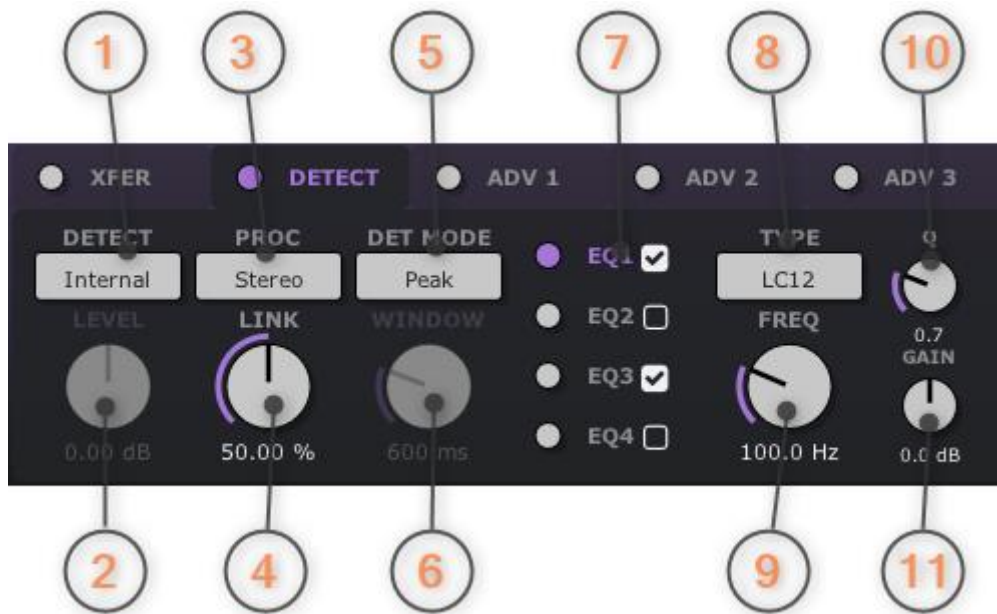 1 3 5 7 8 10
XFER DETECT ADV 1 ADV 2 ADV 3
DETECT PROC DET MODE EQ1 TYPE Q
Internal Stereo Peak LC12
LEVEL LINK WINDOW EQ2 FREQ 0.7
EQ3 GAIN
0.00 dB 50.00 % 600 ms EQ4 100.0 Hz 0.0 dB
2 4 6 9 11